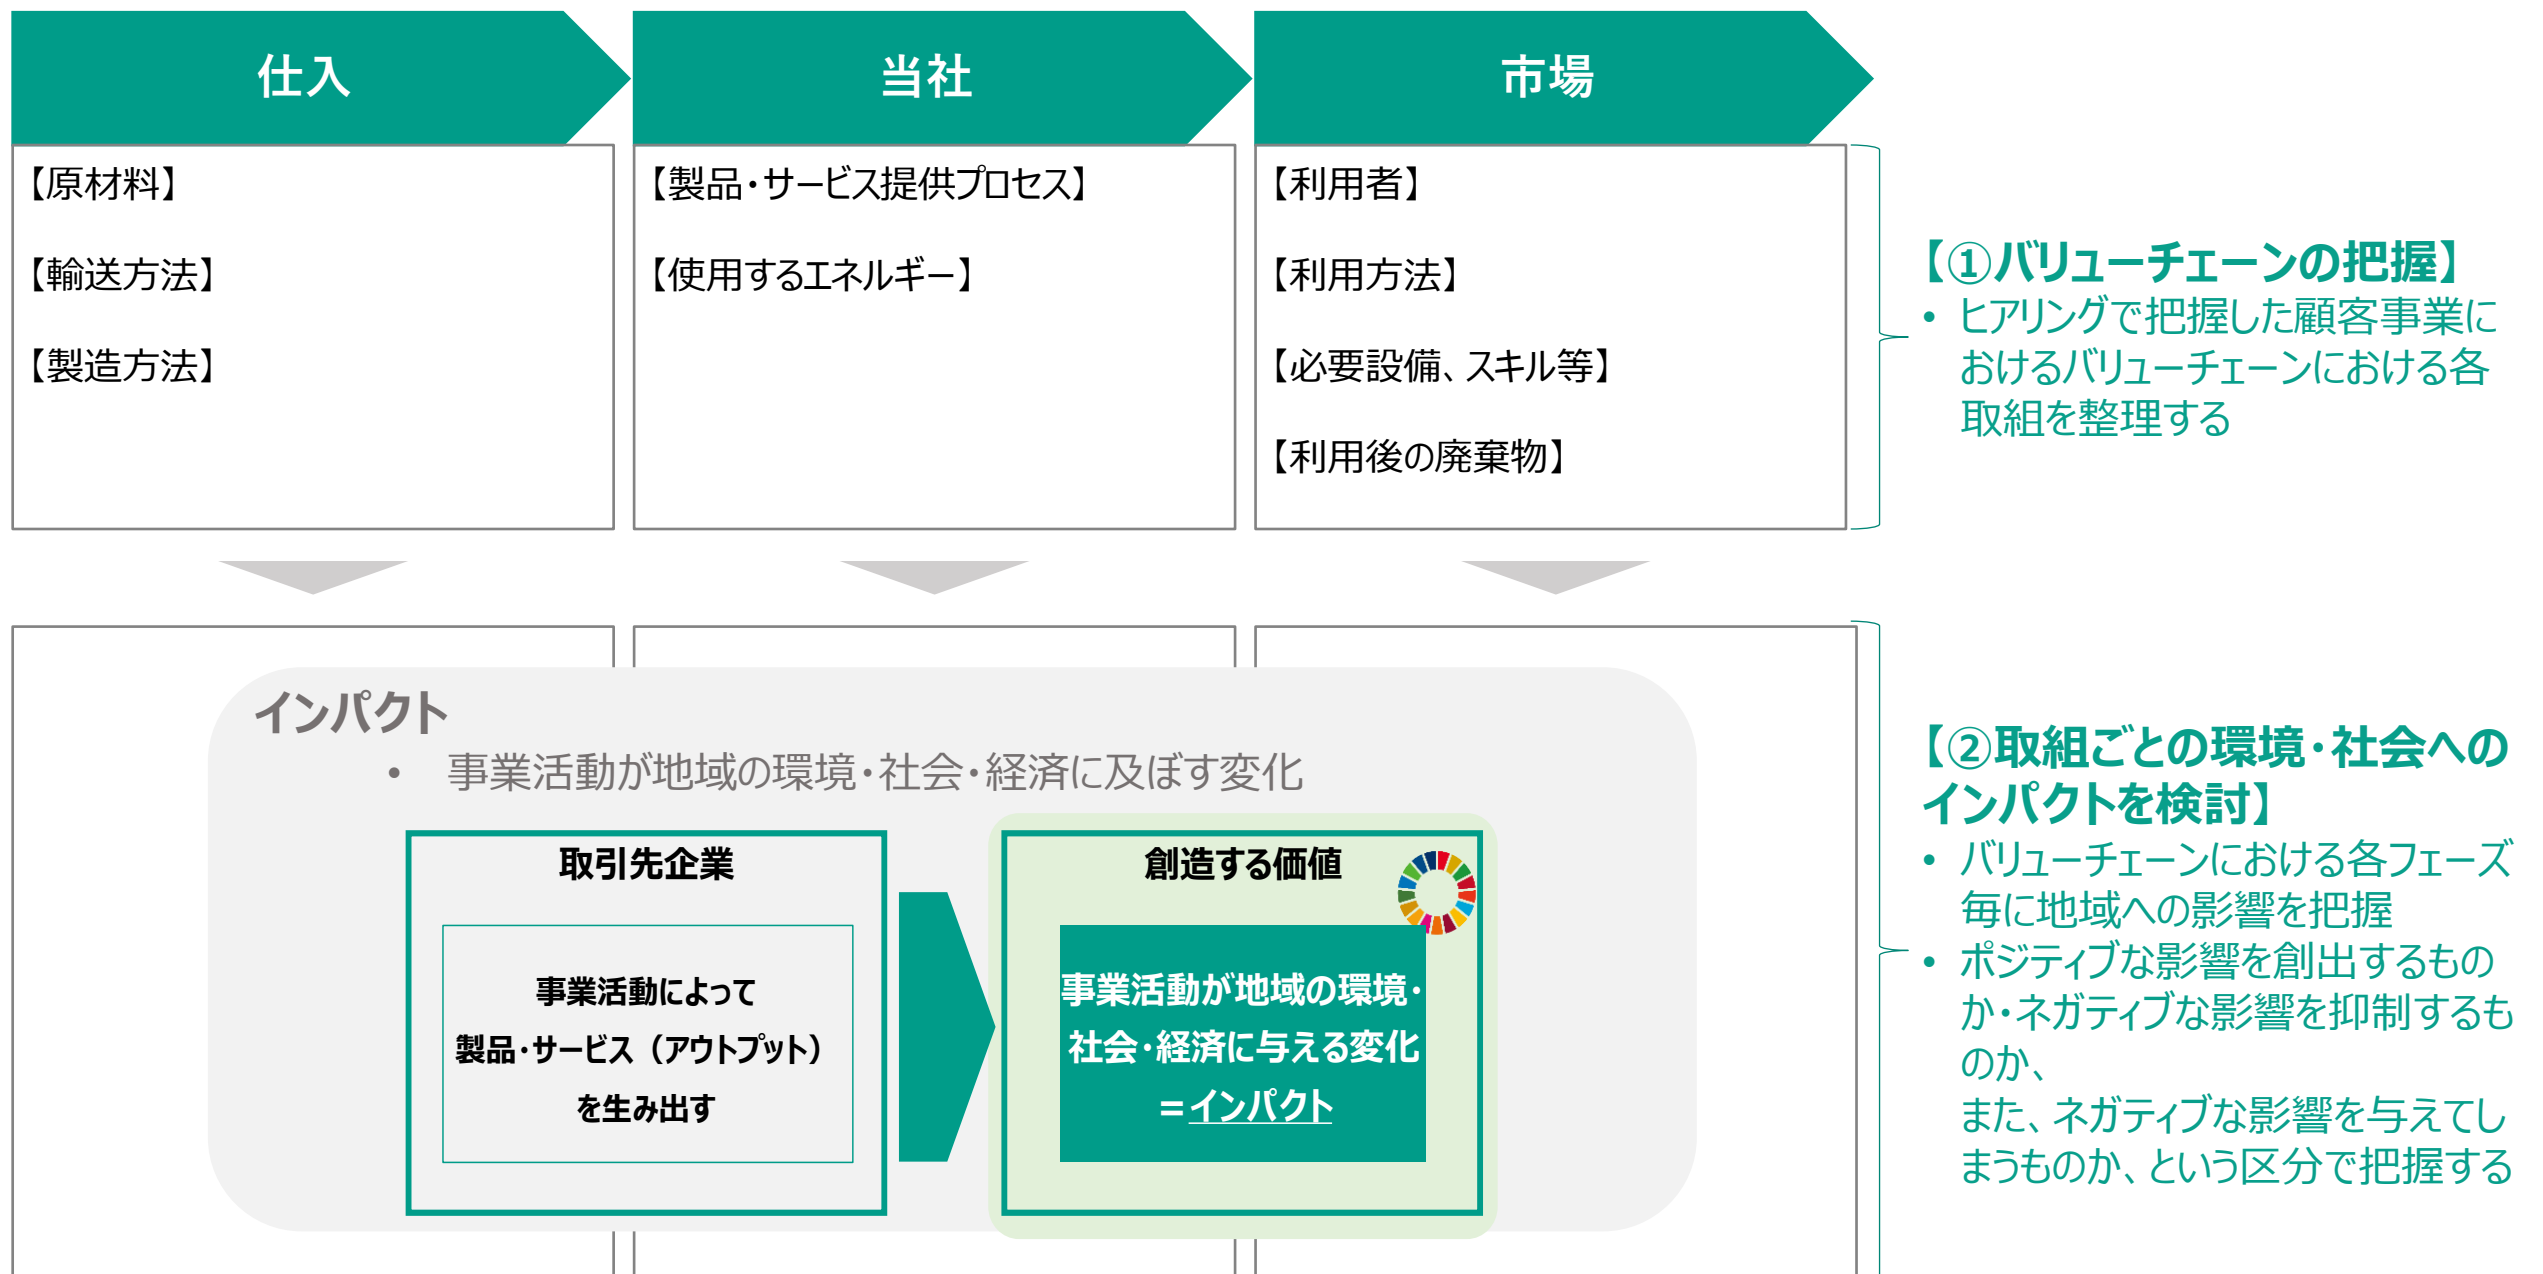 仕入
当社
市場
【原材料】
【輸送方法】
【製造方法】
【製品・サービス提供プロセス】
【使用するエネルギー】
【利用者】
【利用方法】
【必要設備、スキル等】
【利用後の廃棄物】
【①バリューチェーンの把握】
• ヒアリングで把握した顧客事業に
おけるバリューチェーンにおける各
取組を整理する
インパクト
• 事業活動が地域の環境・社会・経済に及ぼす変化
取引先企業
事業活動によって
製品・サービス（アウトプット）
を生み出す
創造する価値
事業活動が地域の環境・
社会・経済に与える変化
＝インパクト
【②取組ごとの環境・社会への
インパクトを検討】
• バリューチェーンにおける各フェーズ
毎に地域への影響を把握
• ポジティブな影響を創出するもの
か・ネガティブな影響を抑制するも
のか、
また、ネガティブな影響を与えてし
まうものか、という区分で把握する